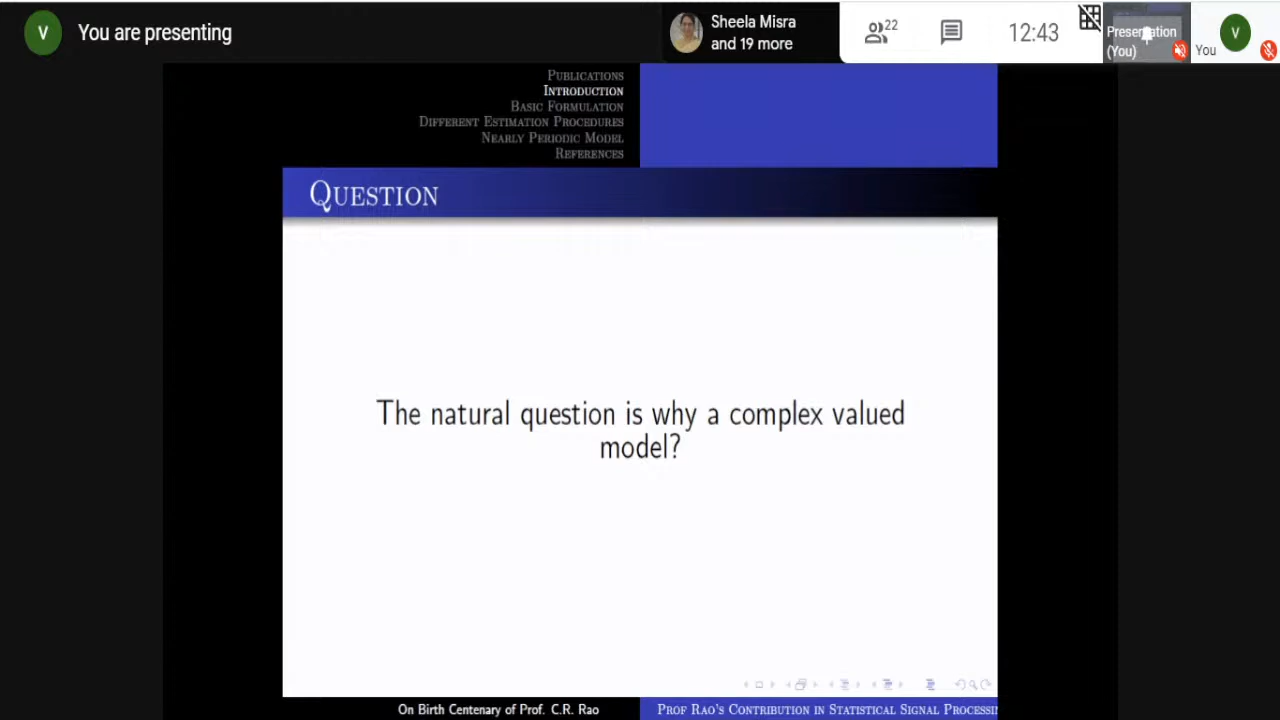 V
You are presenting
Sheela Misra
and 19 more
22
12:43
Presentation
(You)
You
V
PUBLICATIONS
INTRODUCTION
BASIC FORMULATION
DIFFERENT ESTIMATION PROCEDURES
NEARLY PERIODIC MODEL
REFERENCES
QUESTION
The natural question is why a complex valued
model?
On Birth Centenary of Prof. C.R. Rao
PROF RAO'S CONTRIBUTION IN STATISTICAL SIGNAL